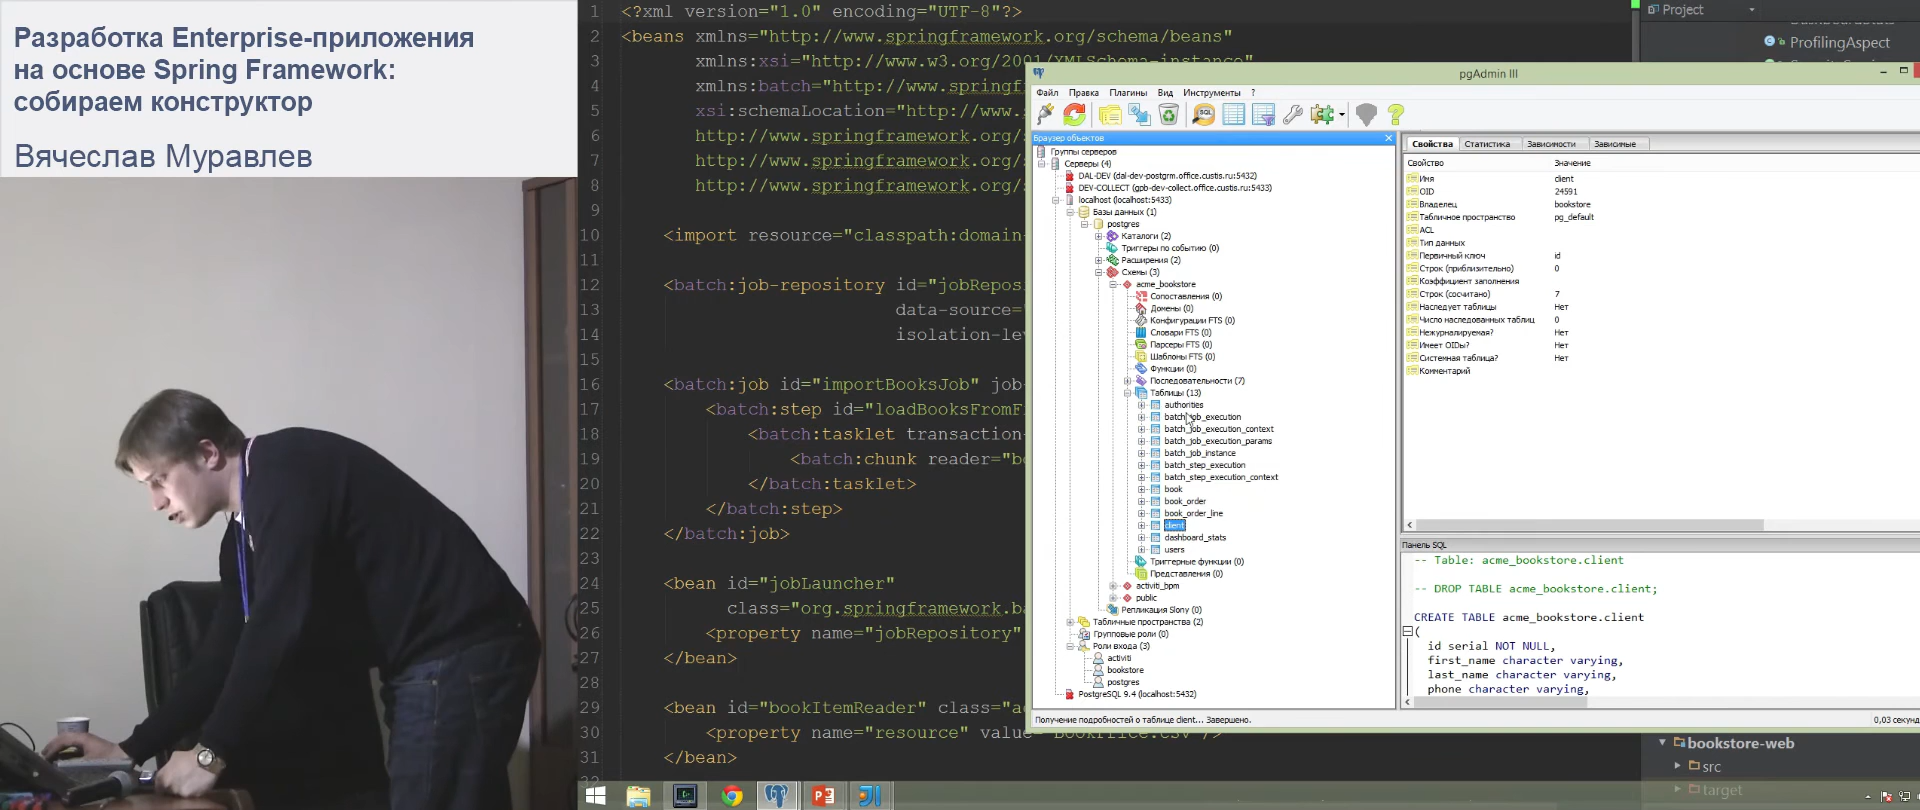 Разработка Enterprise-приложения
на основе Spring Framework:
собираем конструктор
Вячеслав Муравлев
1 <?xml version="1.0" encoding="UTF-8"?>
2 <beans xmlns="http://www.springframework.org/schema/beans"
3 xmlns:xsi="http://www.w3.org/2001/XMLSchema-instance"
4 xmlns:batch="http://www.springf
5 xsi:schemaLocation="http://www.
6 http://www.springframework.org/
7 http://www.springframework.org/
8 http://www.springframework.org/
9
10 <import resource="classpath:domain-
11
12 <batch:job-repository id="jobRepos
13 data-source="
14 isolation-lev
15
16 <batch:job id="importBooksJob" job-
17 <batch:step id="loadBooksFromF
18 <batch:tasklet transaction-
19 <batch:chunk reader="bo
20 </batch:tasklet>
21 </batch:step>
22 </batch:job>
23
24 <bean id="jobLauncher"
25 class="org.springframework.ba
26 <property name="jobRepository"
27 </bean>
28
29 <bean id="bookItemReader" class="a
30 <property name="resource" value=
31 </bean>
Project
ProfilingAspect
pgAdmin III
Файл Правка Плагины Вид Инструменты ?
Браузер объектов
Группы серверов
Серверы (4)
DAL-DEV (dal-dev-postgrm.office.custis.ru:5432)
DEV-COLLECT (gpb-dev-collect.office.custis.ru:5433)
localhost (localhost:5433)
Базы данных (1)
postgres
Каталоги (2)
Триггеры по событию (0)
Расширения (2)
Схемы (3)
acme_bookstore
Сопоставления (0)
Домены (0)
Конфигурации FTS (0)
Словари FTS (0)
Парсеры FTS (0)
Шаблоны FTS (0)
Функции (0)
Последовательности (7)
Таблицы (13)
authorities
batch_job_execution
batch_job_execution_context
batch_job_execution_params
batch_job_instance
batch_step_execution
batch_step_execution_context
book
book_order
book_order_line
client
dashboard_stats
users
Триггерные функции (0)
Представления (0)
activiti_bpm
public
Репликация Slony (0)
Табличные пространства (2)
Групповые роли (0)
Роли входа (3)
activiti
bookstore
postgres
PostgreSQL 9.4 (localhost:5432)
Получение подробностей о таблице client... Завершено.
0,03 секунд
Свойства Статистика Зависимости Зависимые
Свойство Значение
Имя client
OID 24591
Владелец bookstore
Табличное пространство pg_default
ACL
Тип данных
Первичный ключ id
Строк (приблизительно) 0
Коэффициент заполнения
Строк (сосчитано) 7
Наследует таблицы Нет
Число наследованных таблиц 0
Нежурналируемая? Нет
Имеет OIDы? Нет
Системная таблица? Нет
Комментарий
Панель SQL
-- Table: acme_bookstore.client
-- DROP TABLE acme_bookstore.client;
CREATE TABLE acme_bookstore.client
(
id serial NOT NULL,
first_name character varying,
last_name character varying,
phone character varying,
bookstore-web
src
target